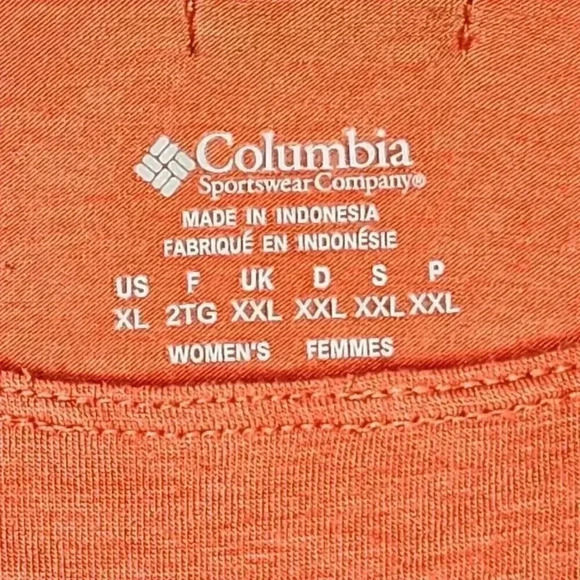 Columbia
Sportswear Company®
MADE IN INDONESIA
FABRIQUÉ EN INDONÉSIE
US F UK D S P
XL 2TG XXL XXL XXL XXL
WOMEN'S FEMMES